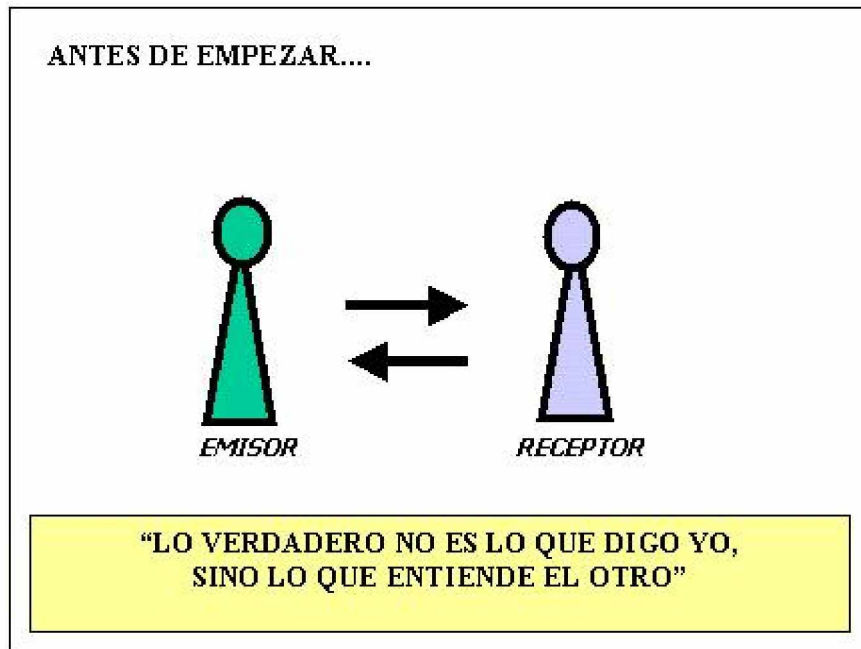 ANTES DE EMPEZAR....
EMISOR
RECEPTOR
“LO VERDADERO NO ES LO QUE DIGO YO,
SINO LO QUE ENTIENDE EL OTRO”